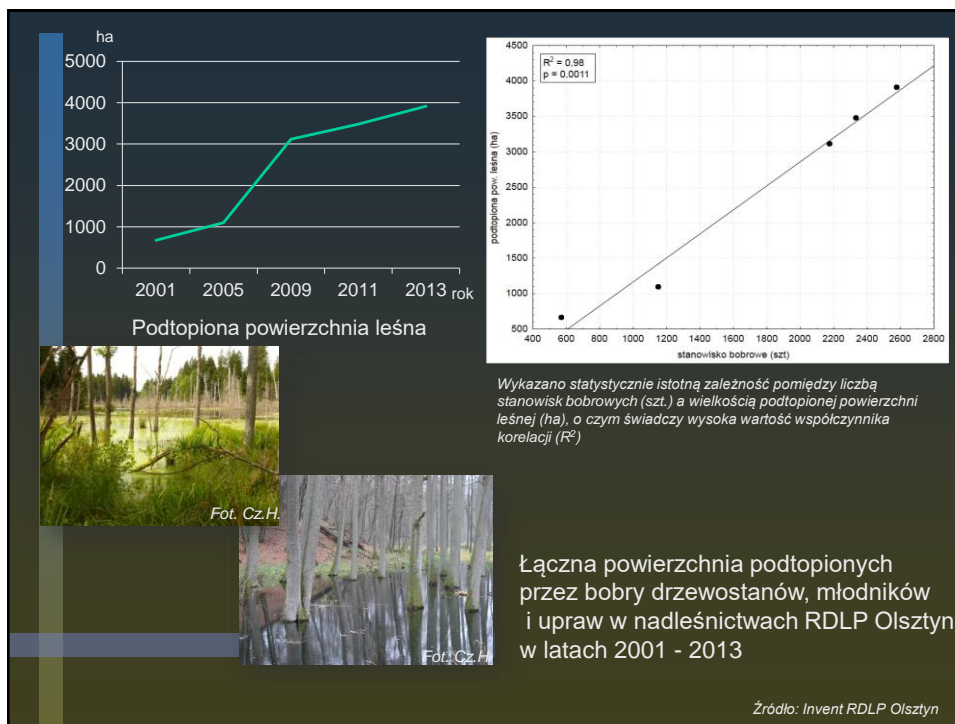 ha
5000
4000
3000
2000
1000
0
2001 2005 2009 2011 2013 rok
Podtopiona powierzchnia leśna
R² = 0,98
p = 0,0011
4500
4000
3500
3000
2500
2000
1500
1000
500
podtopiona pow. leśna (ha)
400 600 800 1000 1200 1400 1600 1800 2000 2200 2400 2600 2800
stanowisko bobrowe (szt)
Wykazano statystycznie istotną zależność pomiędzy liczbą
stanowisk bobrowych (szt.) a wielkością podtopionej powierzchni
leśnej (ha), o czym świadczy wysoka wartość współczynnika
korelacji (R²)
Fot. Cz.H.
Fot. Cz.H.
Łączna powierzchnia podtopionych
przez bobry drzewostanów, młodników
i upraw w nadleśnictwach RDLP Olsztyn
w latach 2001 - 2013
Źródło: Invent RDLP Olsztyn